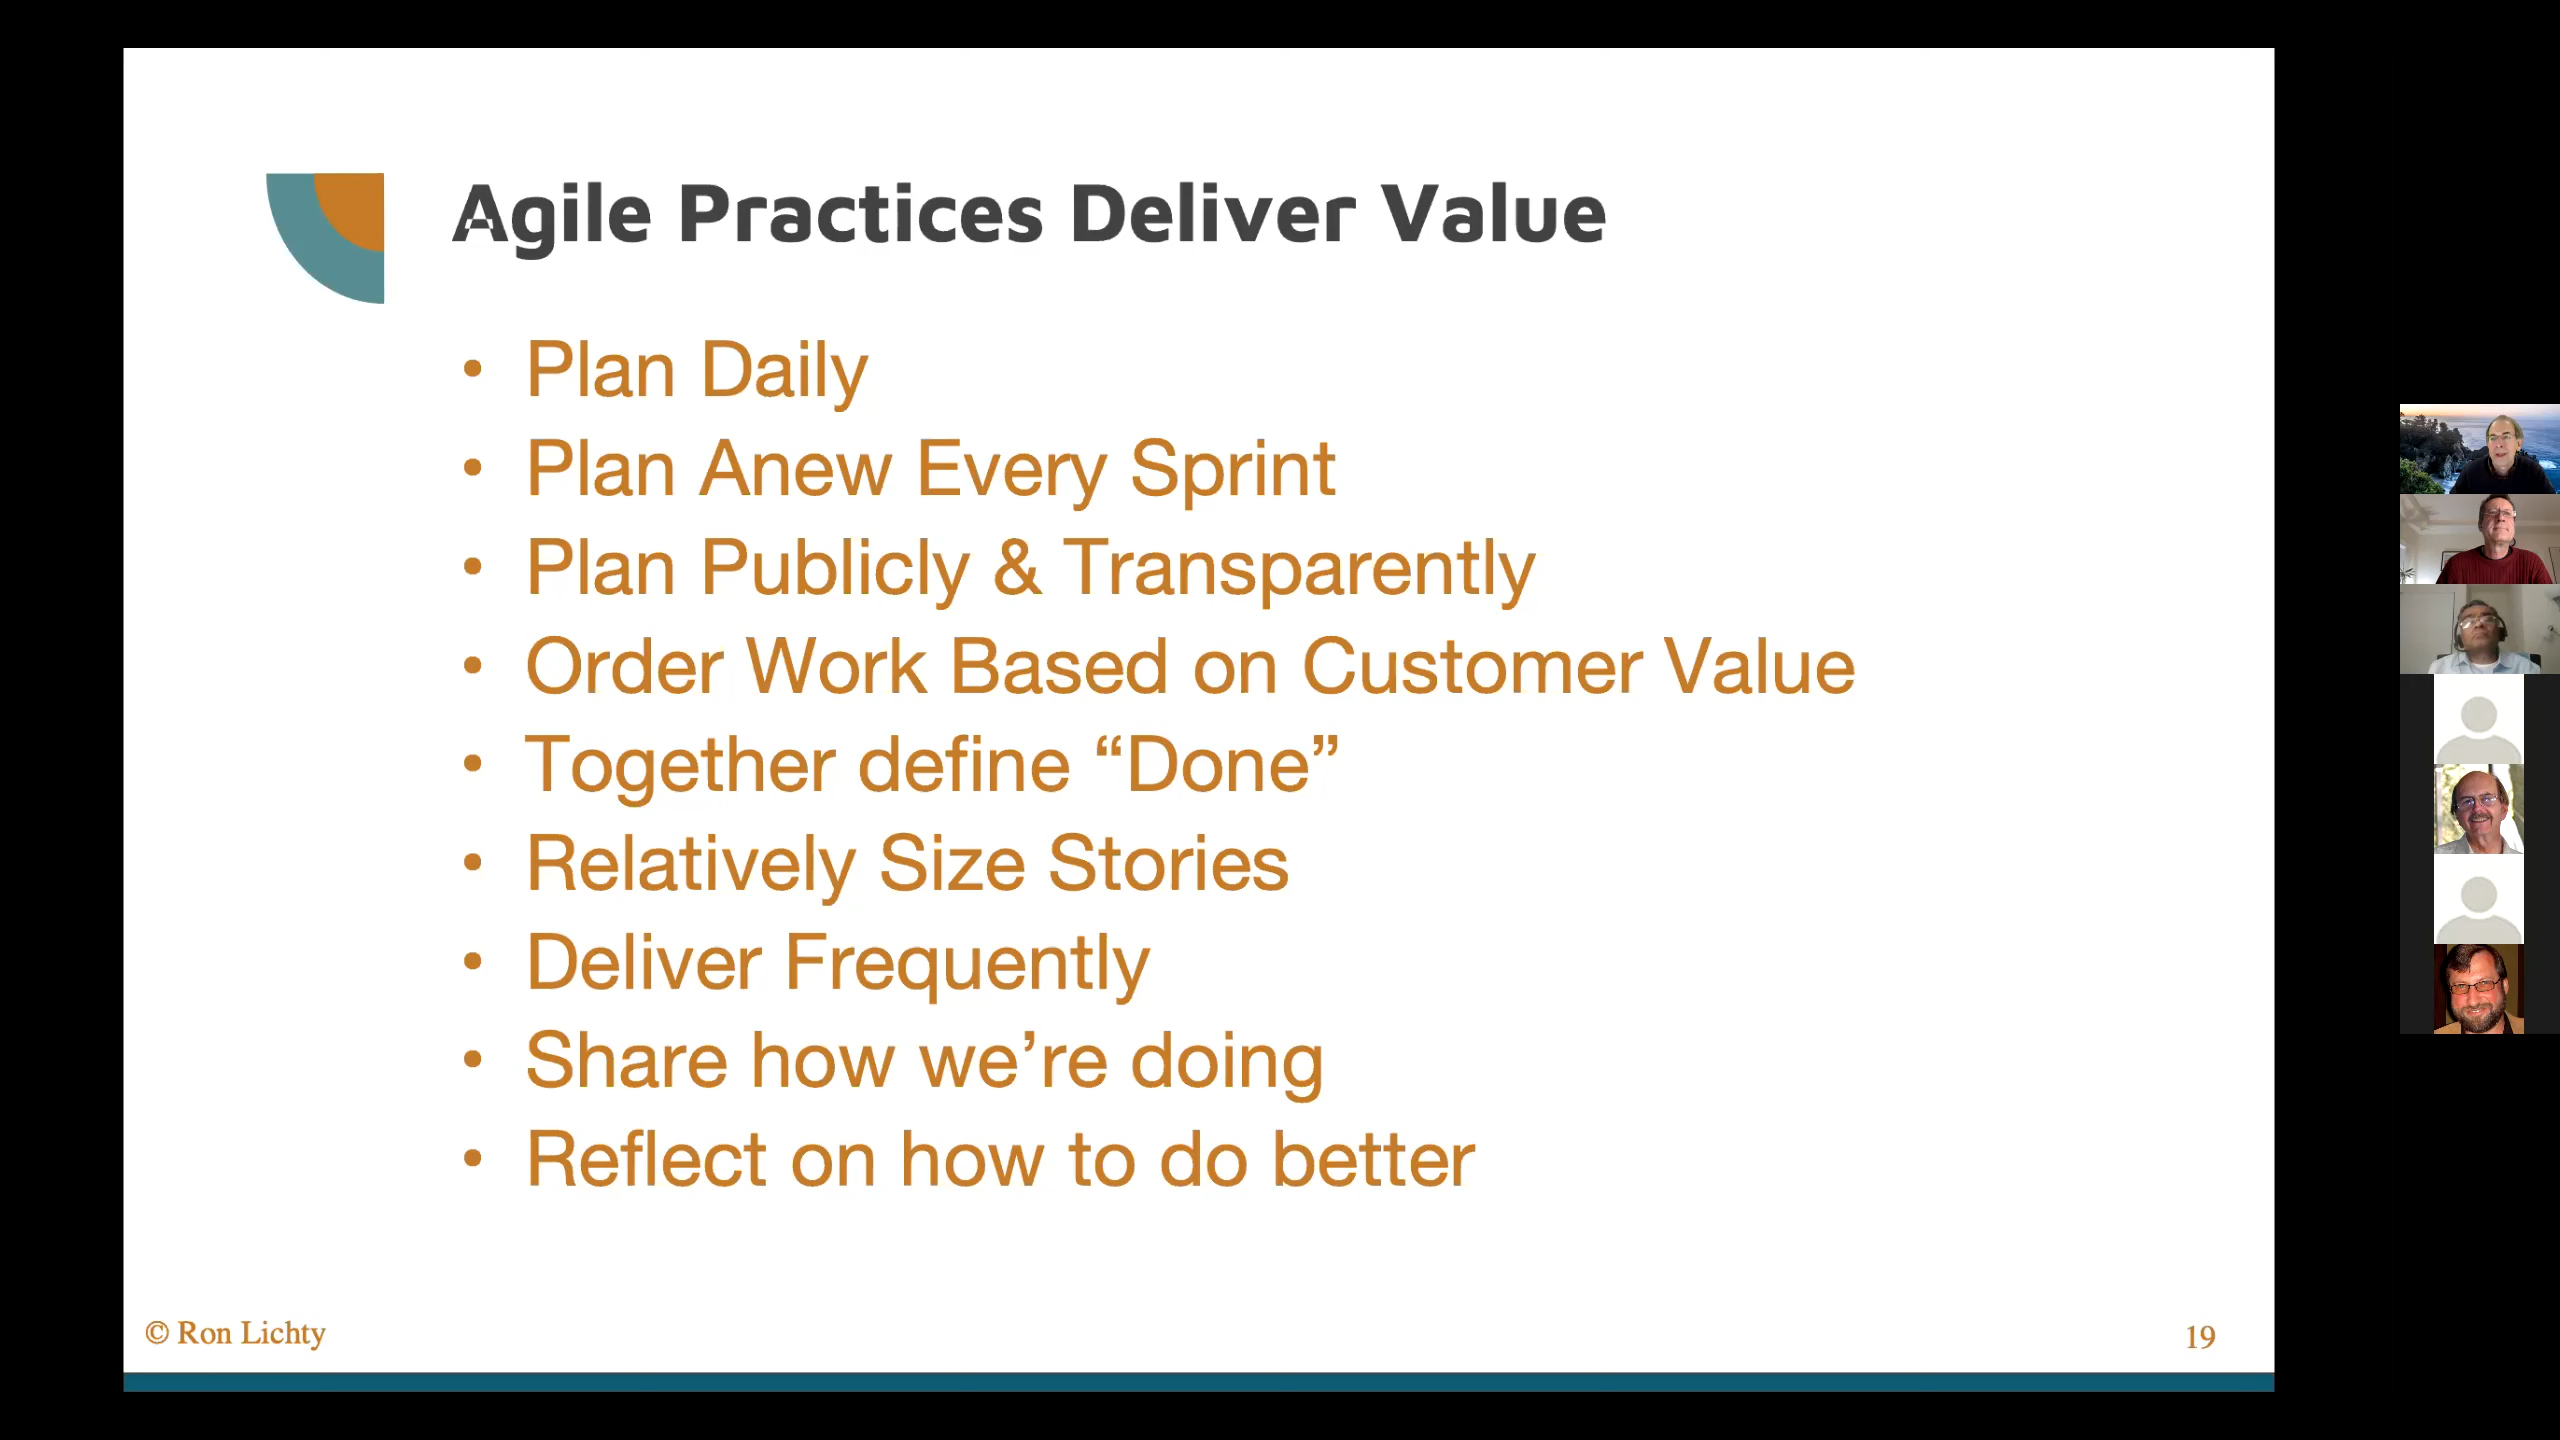 Agile Practices Deliver Value
• Plan Daily
• Plan Anew Every Sprint
• Plan Publicly & Transparently
• Order Work Based on Customer Value
• Together define “Done”
• Relatively Size Stories
• Deliver Frequently
• Share how we’re doing
• Reflect on how to do better
© Ron Lichty
19